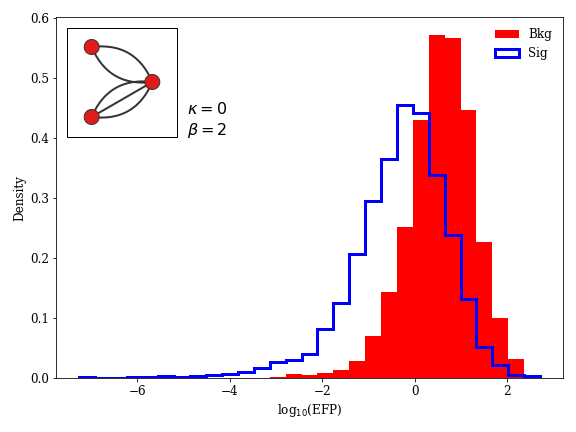 Bkg
Sig
κ = 0
β = 2
Density
0.6
0.5
0.4
0.3
0.2
0.1
0.0
−6 −4 −2 0 2
log₁₀(EFP)